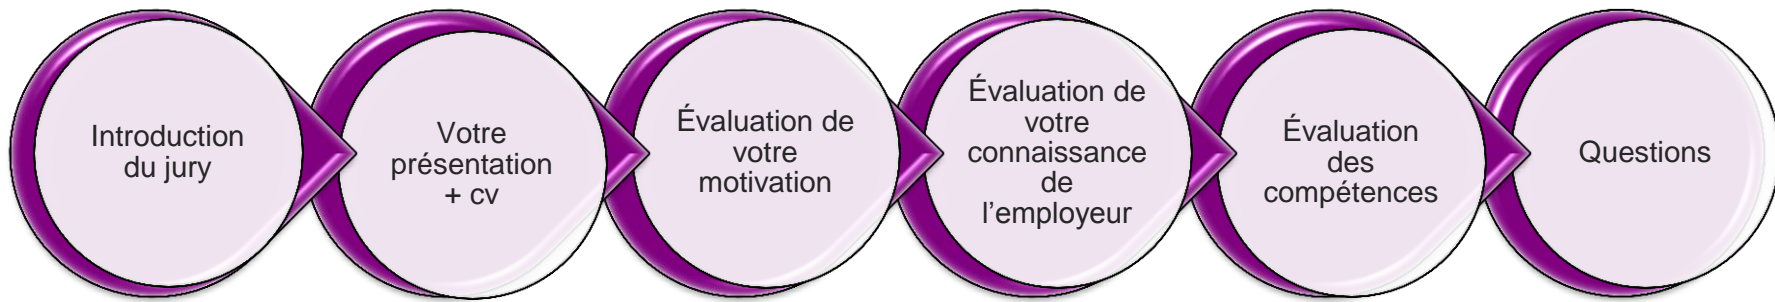 Introduction
du jury
Votre
présentation
+ cv
Évaluation de
votre
motivation
Évaluation de
votre
connaissance
de
l’employeur
Évaluation
des
compétences
Questions